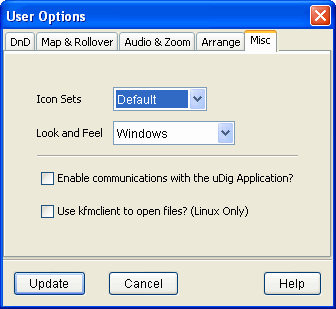 User Options
DnD Map & Rollover Audio & Zoom Arrange Misc
Icon Sets Default
Look and Feel Windows
Enable communications with the uDig Application?
Use kfmclient to open files? (Linux Only)
Update Cancel Help